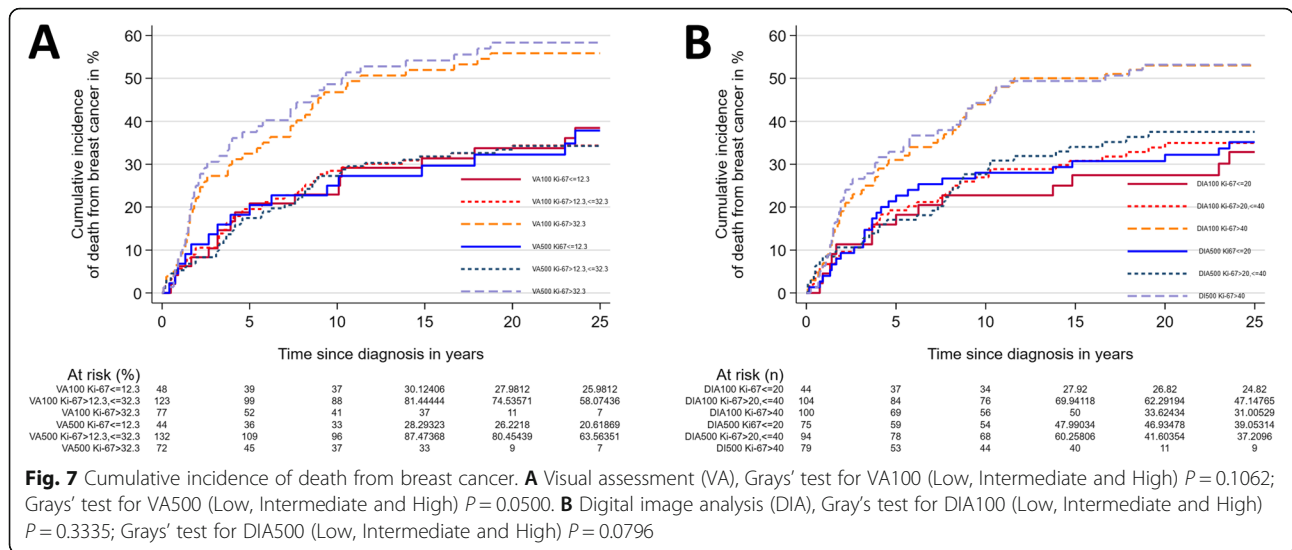 A
Cumulative incidence
of death from breast cancer in %
60
50
40
30
20
10
0
VA100 Ki-67<=12.3
VA100 Ki-67>12.3,<=32.3
VA100 Ki-67>32.3
VA500 Ki-67<=12.3
VA500 Ki-67>12.3,<=32.3
VA500 Ki-67>32.3
0 5 10 15 20 25
Time since diagnosis in years
At risk (%)
VA100 Ki-67<=12.3 48 39 37 30.12406 27.9812 25.9812
VA100 Ki-67>12.3,<=32.3 123 99 88 81.44444 74.53571 58.07436
VA100 Ki-67>32.3 77 52 41 37 11 7
VA500 Ki-67<=12.3 44 36 33 28.29323 26.2218 20.61869
VA500 Ki-67>12.3,<=32.3 132 109 96 87.47368 80.45439 63.56351
VA500 Ki-67>32.3 72 45 37 33 9 7
B
Cumulative incidence
of death from breast cancer in %
60
50
40
30
20
10
0
DIA100 Ki-67<=20
DIA100 Ki-67>20,<=40
DIA100 Ki-67>40
DIA500 Ki-67<=20
DIA500 Ki-67>20,<=40
DI500 Ki-67>40
0 5 10 15 20 25
Time since diagnosis in years
At risk (n)
DIA100 Ki-67<=20 44 37 34 27.92 26.82 24.82
DIA100 Ki-67>20,<=40 104 84 76 69.94118 62.29194 47.14765
DIA100 Ki-67>40 100 69 56 50 33.62434 31.00529
DIA500 Ki-67<=20 75 59 54 47.99034 46.93478 39.05314
DIA500 Ki-67>20,<=40 94 78 68 60.25806 41.60354 37.2096
DI500 Ki-67>40 79 53 44 40 11 9
Fig. 7 Cumulative incidence of death from breast cancer. A Visual assessment (VA), Grays' test for VA100 (Low, Intermediate and High) P = 0.1062;
Grays' test for VA500 (Low, Intermediate and High) P = 0.0500. B Digital image analysis (DIA), Gray's test for DIA100 (Low, Intermediate and High)
P = 0.3335; Grays' test for DIA500 (Low, Intermediate and High) P = 0.0796